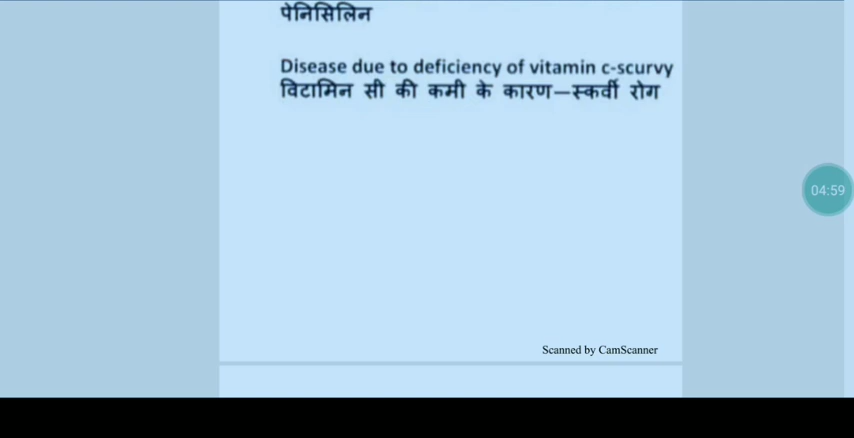 पेनिसिलिन
Disease due to deficiency of vitamin c-scurvy
विटामिन सी की कमी के कारण–स्कर्वी रोग
04:59
Scanned by CamScanner